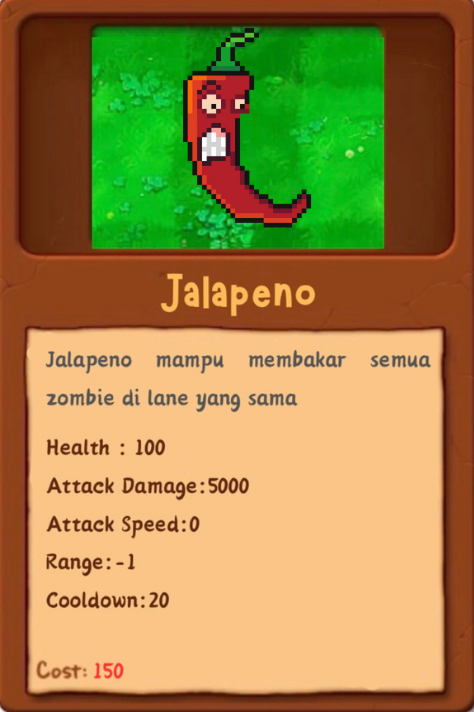 Jalapeno
Jalapeno mampu membakar semua
zombie di lane yang sama
Health : 100
Attack Damage:5000
Attack Speed:0
Range:-1
Cooldown:20
Cost: 150